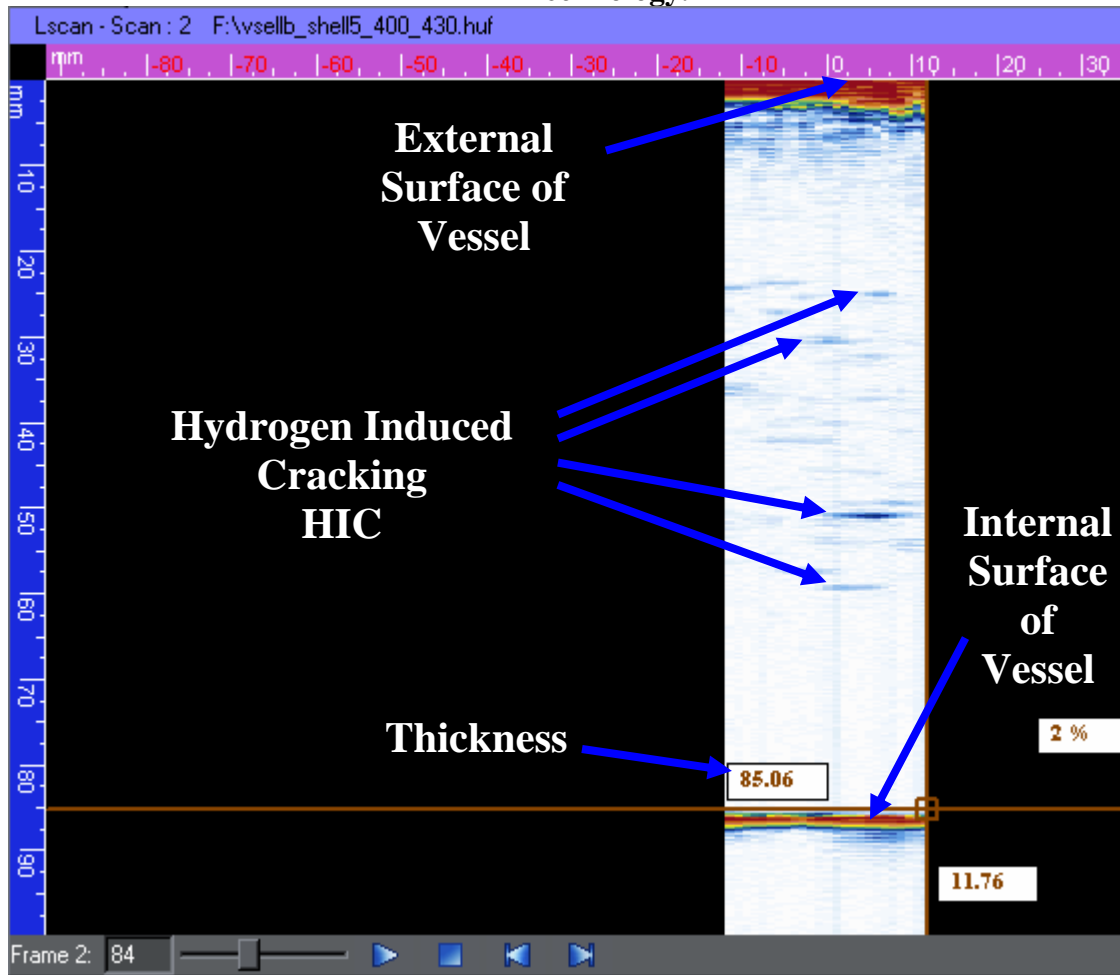 Lscan - Scan : 2 F:\vsellb_shell5_400_430.huf
mm -80 -70 -60 -50 -40 -30 -20 -10 0 10 20 30
mm
10
20
30
40
50
60
70
80
90
External
Surface of
Vessel
Hydrogen Induced
Cracking
HIC
Internal
Surface
of
Vessel
Thickness
2 %
85.06
11.76
Frame 2: 84